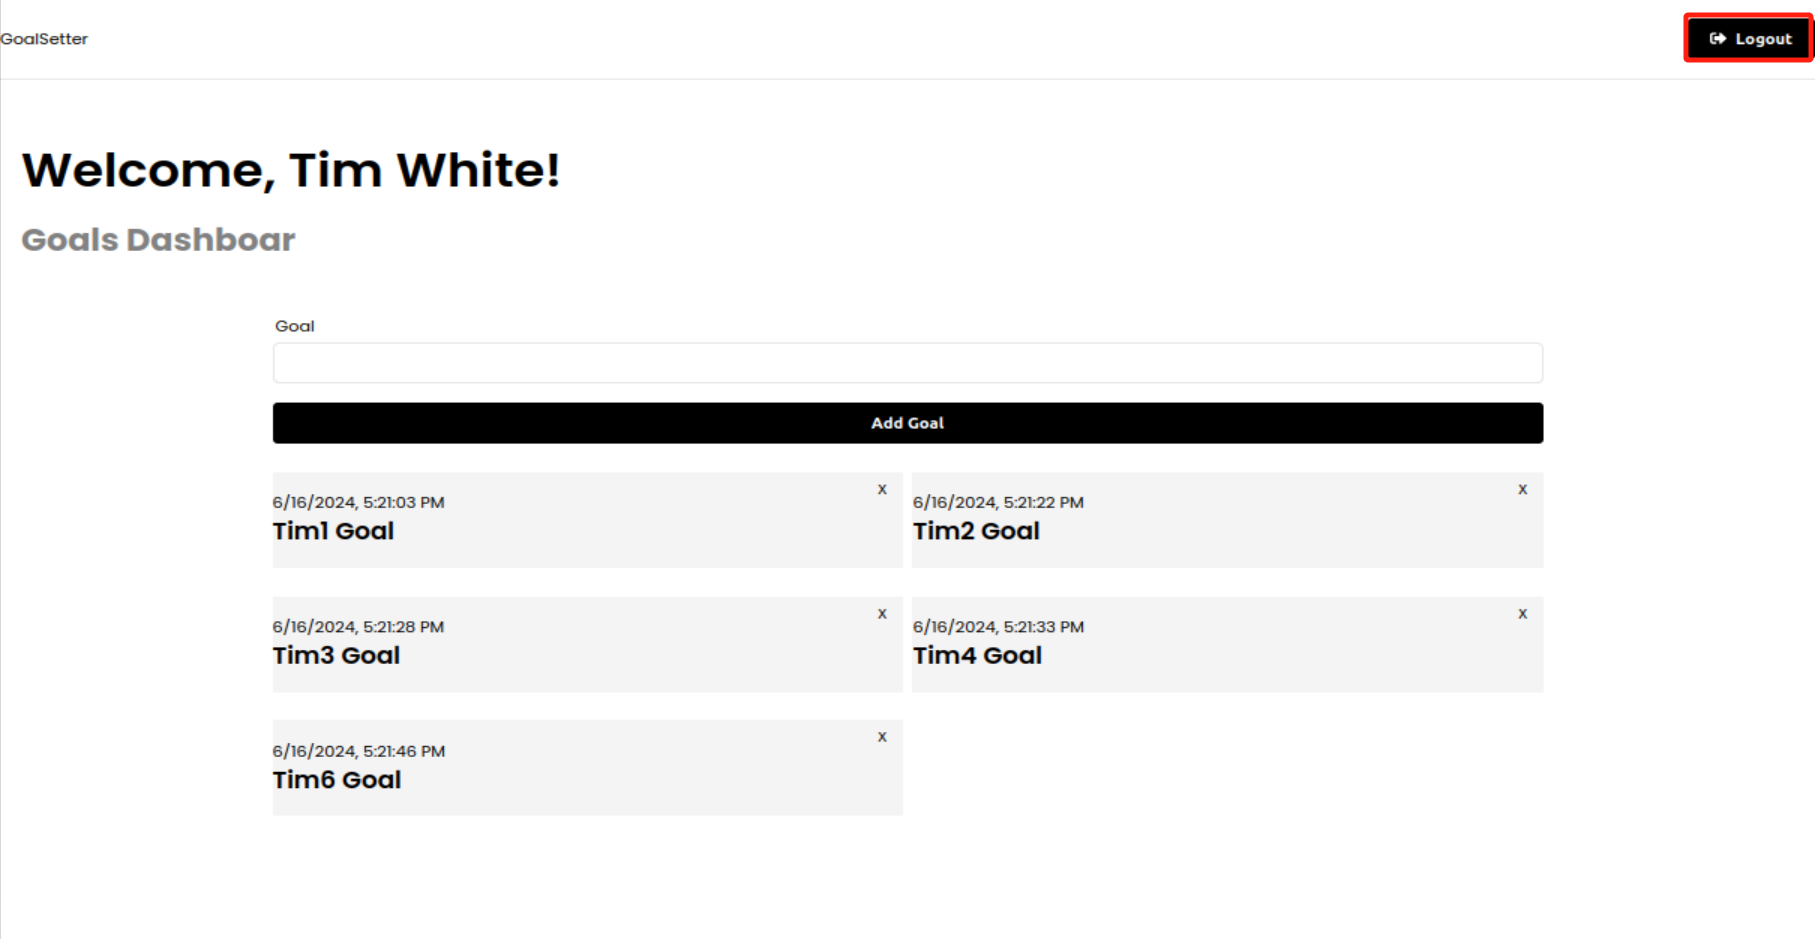 GoalSetter
Logout
Welcome, Tim White!
Goals Dashboar
Goal
Add Goal
x
6/16/2024, 5:21:03 PM
Tim1 Goal
x
6/16/2024, 5:21:22 PM
Tim2 Goal
x
6/16/2024, 5:21:28 PM
Tim3 Goal
x
6/16/2024, 5:21:33 PM
Tim4 Goal
x
6/16/2024, 5:21:46 PM
Tim6 Goal